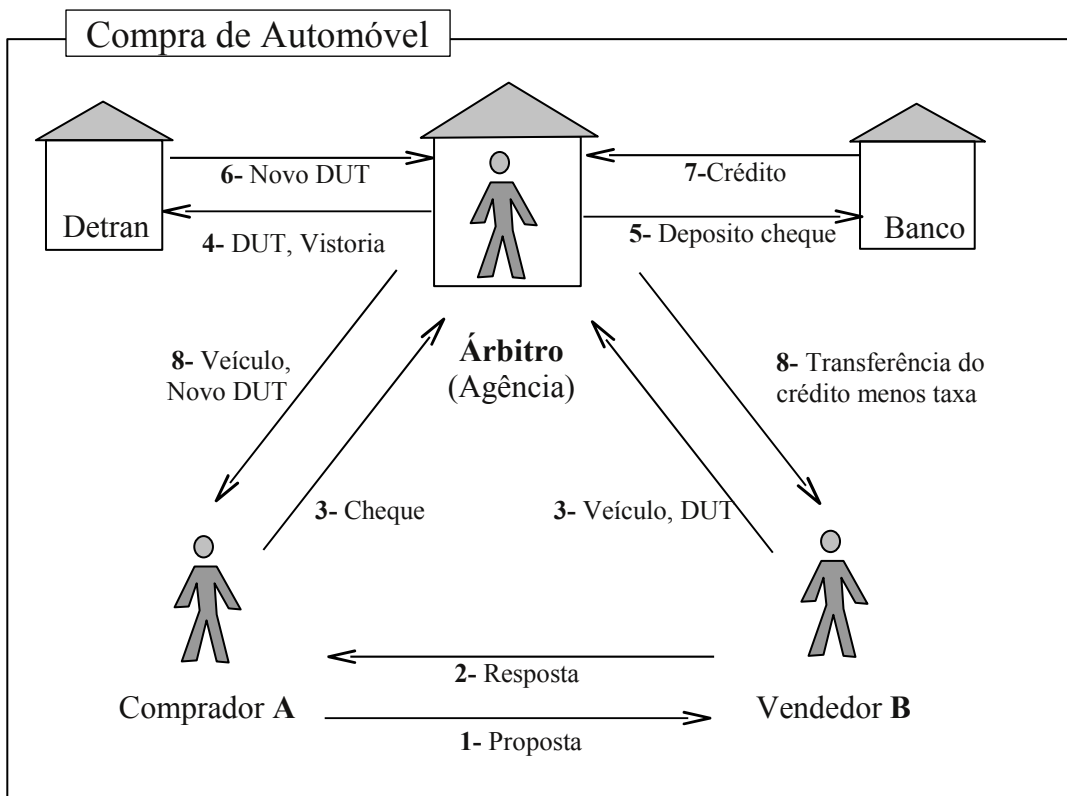 Compra de Automóvel
6- Novo DUT
7-Crédito
Detran
Banco
4- DUT, Vistoria
5- Deposito cheque
Árbitro
(Agência)
8- Veículo,
Novo DUT
8- Transferência do
crédito menos taxa
3- Cheque
3- Veículo, DUT
2- Resposta
Comprador A
Vendedor B
1- Proposta